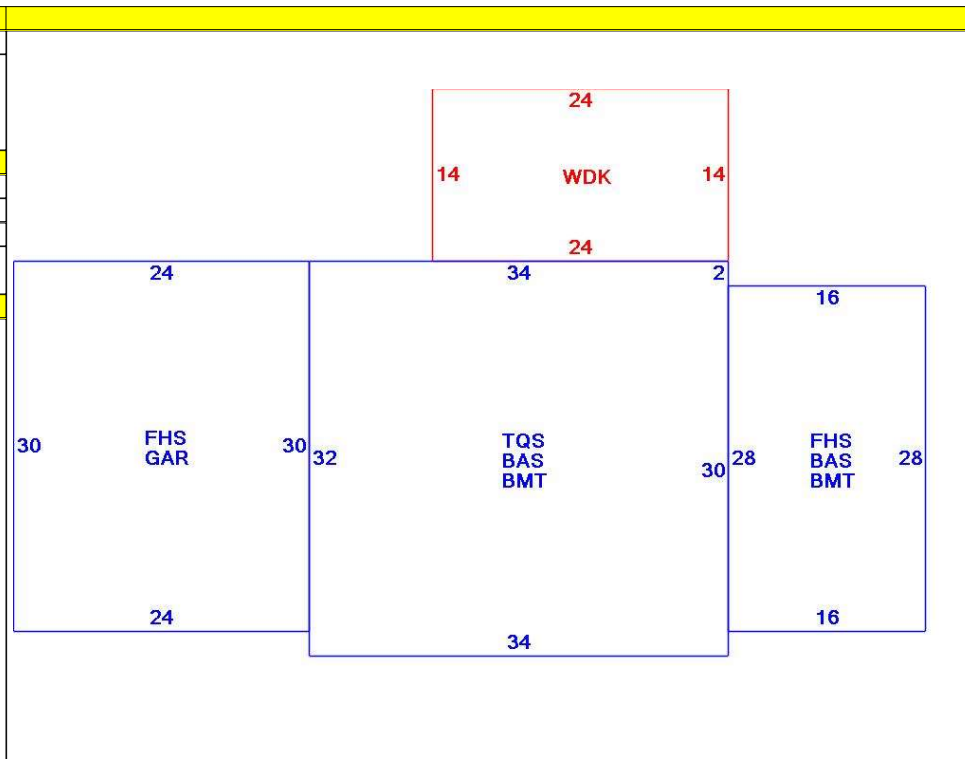 24
14 WDK 14
24
24 34 2
16
30 FHS 30 32 TQS 30 28 FHS 28
GAR BAS BAS
BMT BMT
24 16
34